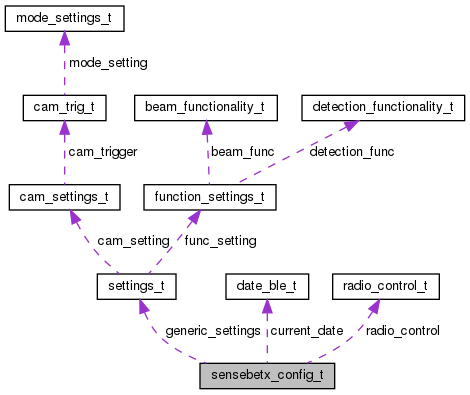 mode_settings_t
mode_setting
cam_trig_t
beam_functionality_t
detection_functionality_t
cam_trigger
beam_func
detection_func
cam_settings_t
function_settings_t
cam_setting
func_setting
settings_t
date_ble_t
radio_control_t
generic_settings
current_date
radio_control
sensebetx_config_t